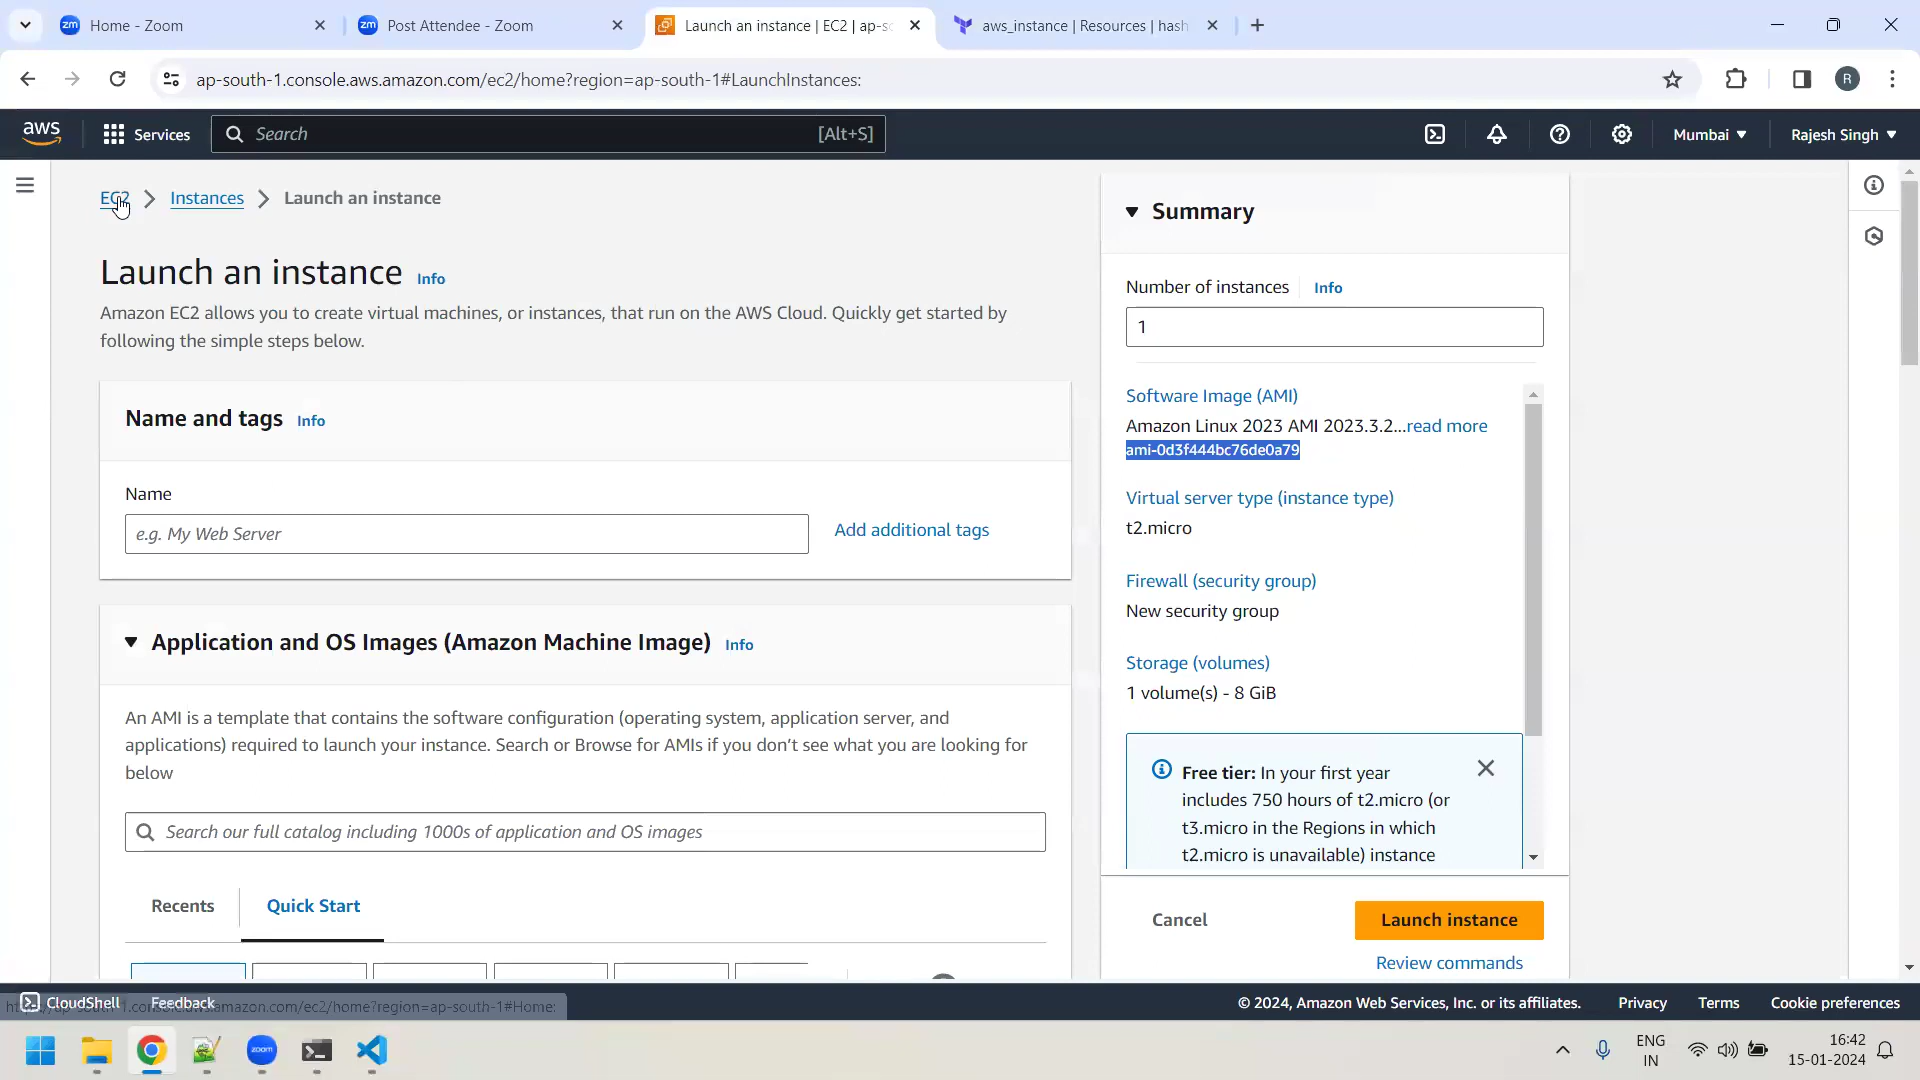 zm Home - Zoom
zm Post Attendee - Zoom
Launch an instance | EC2 | ap-sc
aws_instance | Resources | hash
ap-south-1.console.aws.amazon.com/ec2/home?region=ap-south-1#LaunchInstances:
R
aws
Services
Search
[Alt+S]
Mumbai
Rajesh Singh
EC2
Instances
Launch an instance
Launch an instance Info
Amazon EC2 allows you to create virtual machines, or instances, that run on the AWS Cloud. Quickly get started by
following the simple steps below.
Name and tags Info
Name
e.g. My Web Server
Add additional tags
Application and OS Images (Amazon Machine Image) Info
An AMI is a template that contains the software configuration (operating system, application server, and
applications) required to launch your instance. Search or Browse for AMIs if you don’t see what you are looking for
below
Search our full catalog including 1000s of application and OS images
Recents
Quick Start
Summary
Number of instances Info
1
Software Image (AMI)
Amazon Linux 2023 AMI 2023.3.2...read more
ami-0d3f444bc76de0a79
Virtual server type (instance type)
t2.micro
Firewall (security group)
New security group
Storage (volumes)
1 volume(s) - 8 GiB
Free tier: In your first year
includes 750 hours of t2.micro (or
t3.micro in the Regions in which
t2.micro is unavailable) instance
Cancel
Launch instance
Review commands
CloudShell
Feedback
https://ap-south-1.console.aws.amazon.com/ec2/home?region=ap-south-1#Home:
© 2024, Amazon Web Services, Inc. or its affiliates.
Privacy
Terms
Cookie preferences
zoom
ENG
IN
16:42
15-01-2024